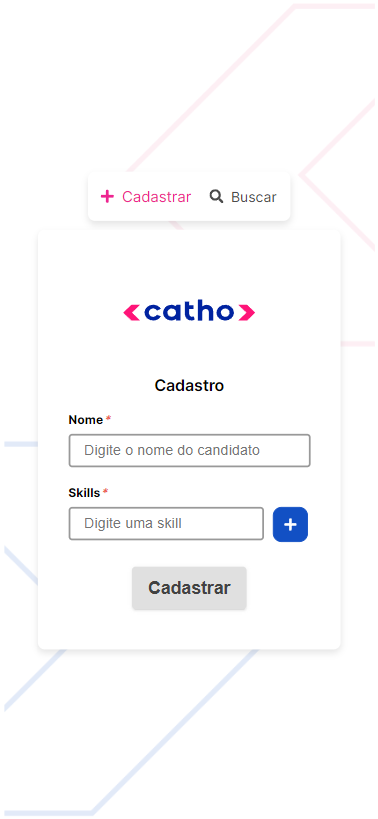 Cadastrar Buscar
catho
Cadastro
Nome*
Digite o nome do candidato
Skills*
Digite uma skill
+
Cadastrar